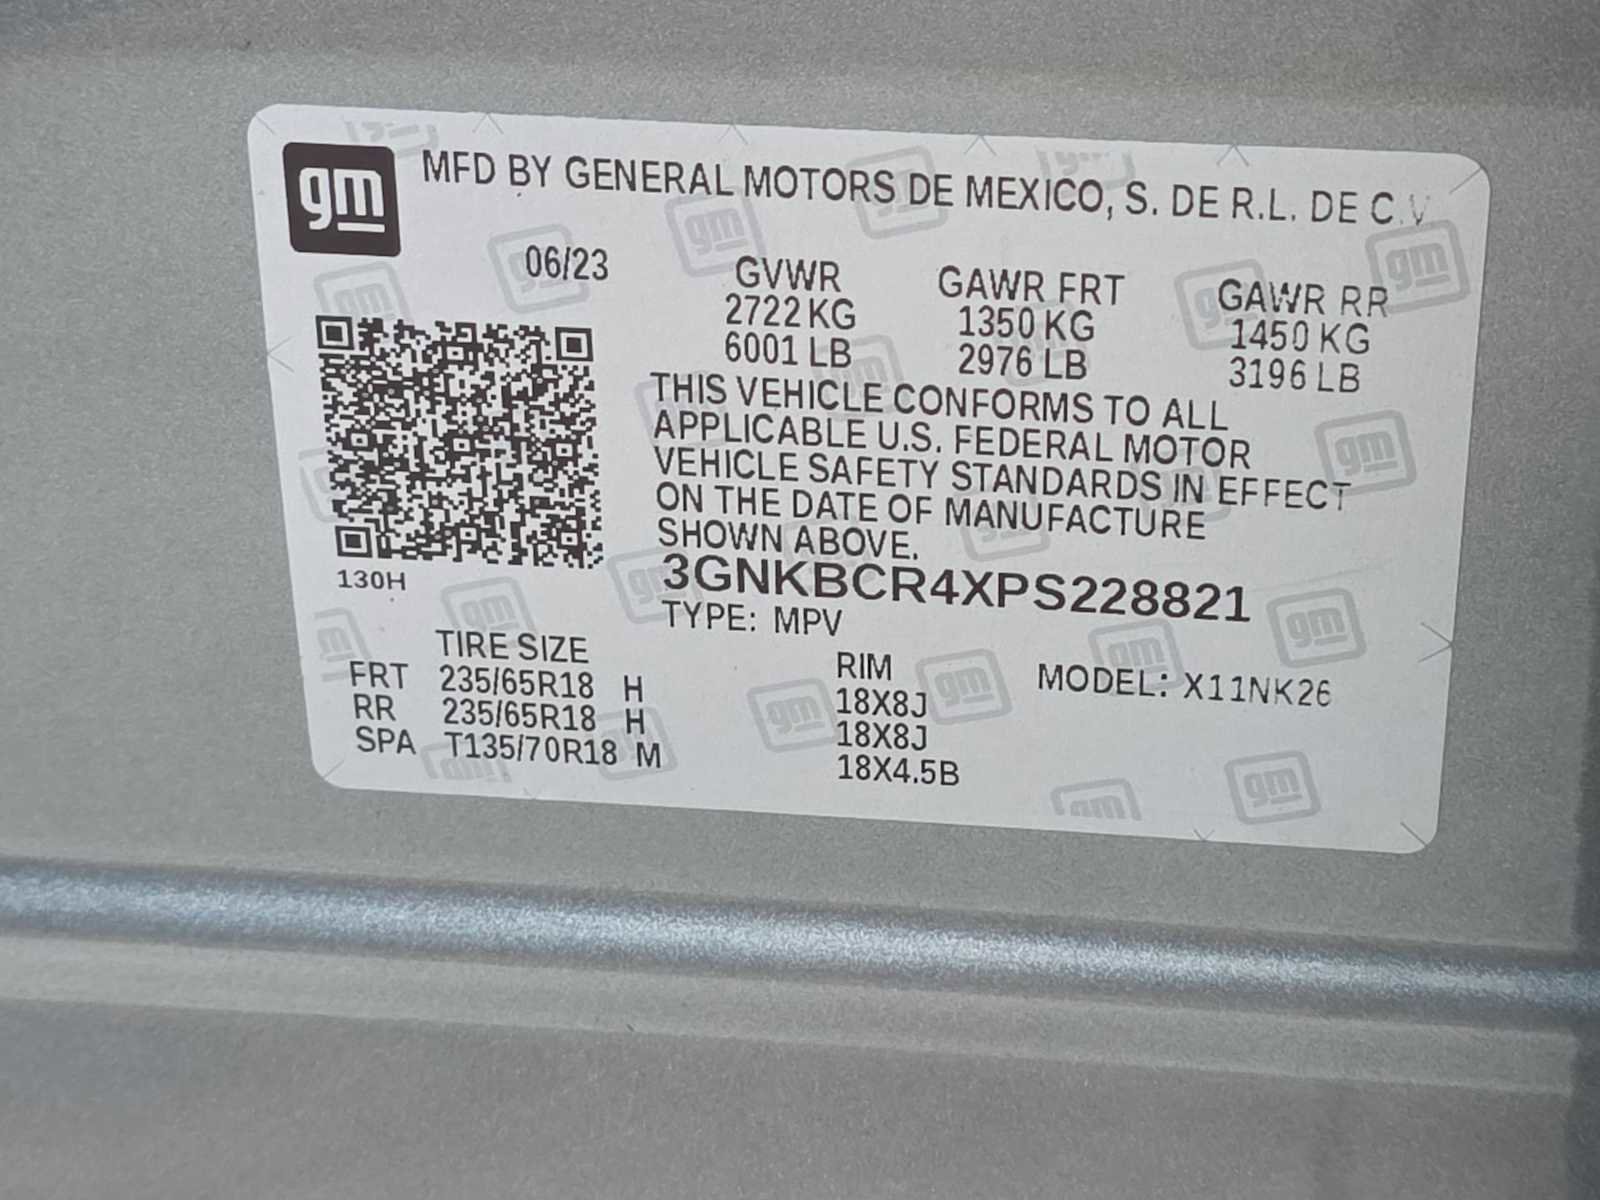 gm
MFD BY GENERAL MOTORS DE MEXICO, S. DE R.L. DE C.V
06/23
GVWR GAWR FRT GAWR RR
2722 KG 1350 KG 1450 KG
6001 LB 2976 LB 3196 LB
THIS VEHICLE CONFORMS TO ALL
APPLICABLE U.S. FEDERAL MOTOR
VEHICLE SAFETY STANDARDS IN EFFECT
ON THE DATE OF MANUFACTURE
SHOWN ABOVE.
3GNKBCR4XPS228821
130H
TYPE: MPV
TIRE SIZE RIM MODEL: X11NK26
FRT 235/65R18 H 18X8J
RR 235/65R18 H 18X8J
SPA T135/70R18 M 18X4.5B